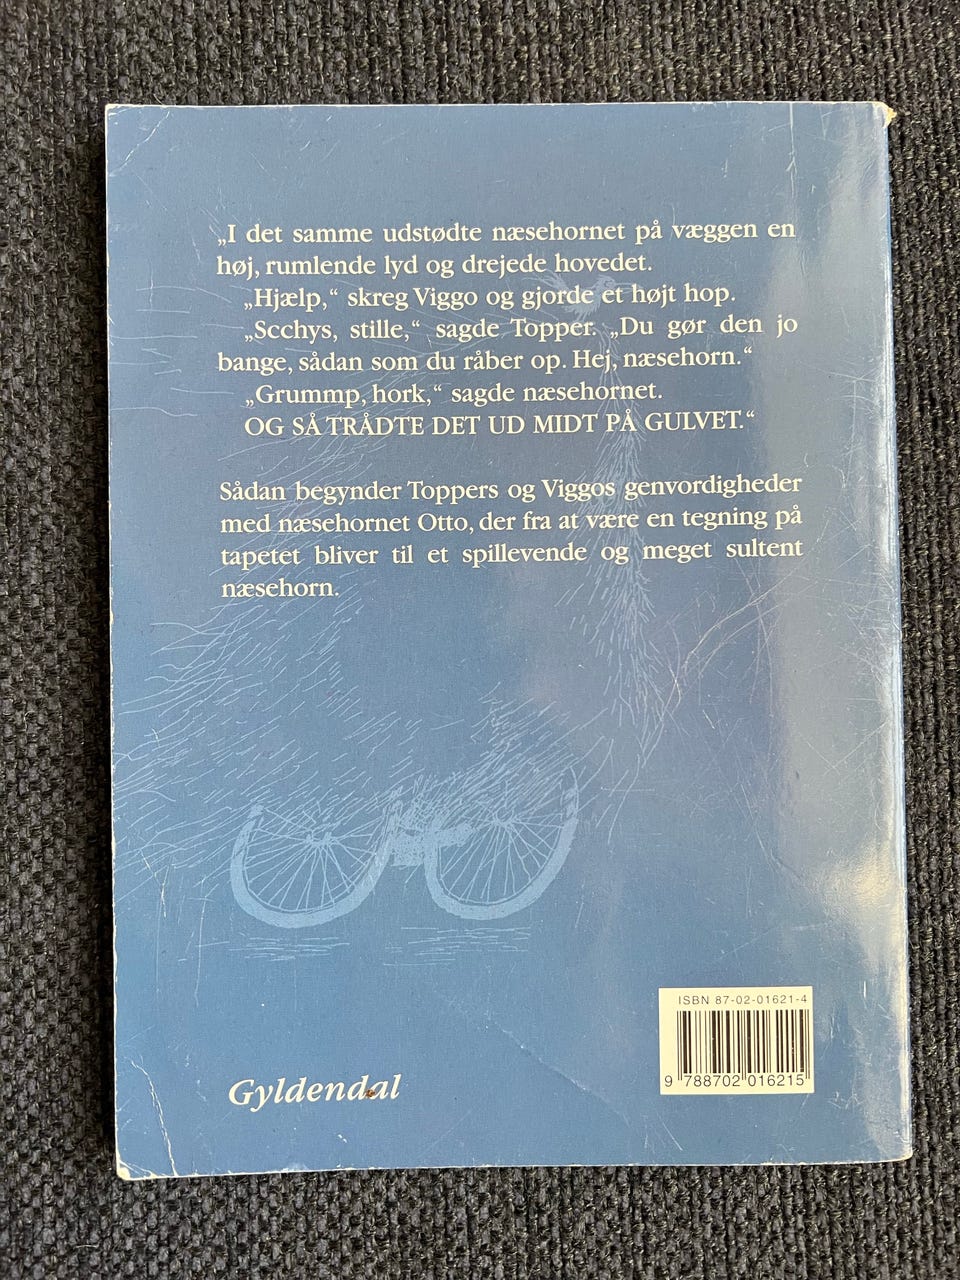 „I det samme udstødte næsehornet på væggen en
høj, rumlende lyd og drejede hovedet.
„Hjælp,“ skreg Viggo og gjorde et højt hop.
„Scchys, stille,“ sagde Topper. „Du gør den jo
bange, sådan som du råber op. Hej, næsehorn.“
„Grummp, hork,“ sagde næsehornet.
OG SÅ TRÅDTE DET UD MIDT PÅ GULVET.“
Sådan begynder Toppers og Viggos genvordigheder
med næsehornet Otto, der fra at være en tegning på
tapetet bliver til et spillevende og meget sultent
næsehorn.
ISBN 87-02-01621-4
9 788702 016215
Gyldendal